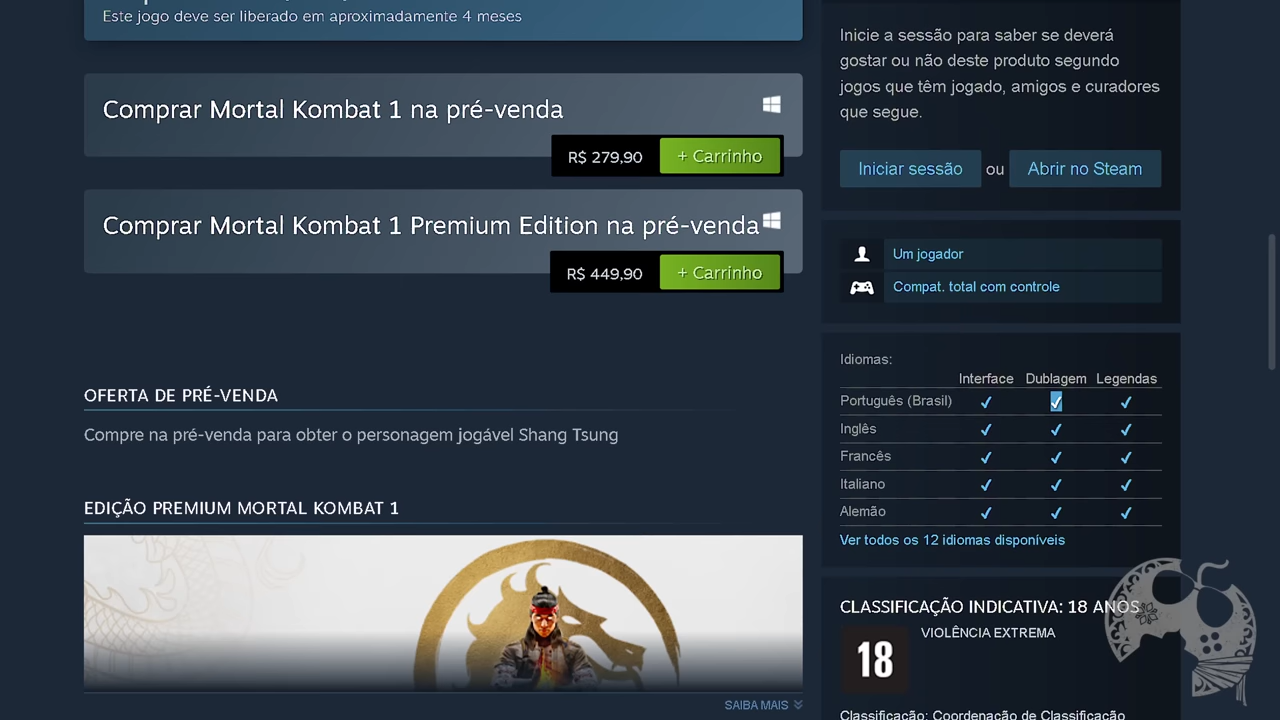 Este jogo deve ser liberado em aproximadamente 4 meses
Comprar Mortal Kombat 1 na pré-venda
R$ 279,90
+ Carrinho
Comprar Mortal Kombat 1 Premium Edition na pré-venda
R$ 449,90
+ Carrinho
OFERTA DE PRÉ-VENDA
Compre na pré-venda para obter o personagem jogável Shang Tsung
EDIÇÃO PREMIUM MORTAL KOMBAT 1
SAIBA MAIS
Inicie a sessão para saber se deverá
gostar ou não deste produto segundo
jogos que têm jogado, amigos e curadores
que segue.
Iniciar sessão ou Abrir no Steam
Um jogador
Compat. total com controle
Idiomas:
Interface Dublagem Legendas
Português (Brasil) ✔ ✔ ✔
Inglês ✔ ✔ ✔
Francês ✔ ✔ ✔
Italiano ✔ ✔ ✔
Alemão ✔ ✔ ✔
Ver todos os 12 idiomas disponíveis
CLASSIFICAÇÃO INDICATIVA: 18 ANOS
18
VIOLÊNCIA EXTREMA
Classificação: Coordenação de Classificação